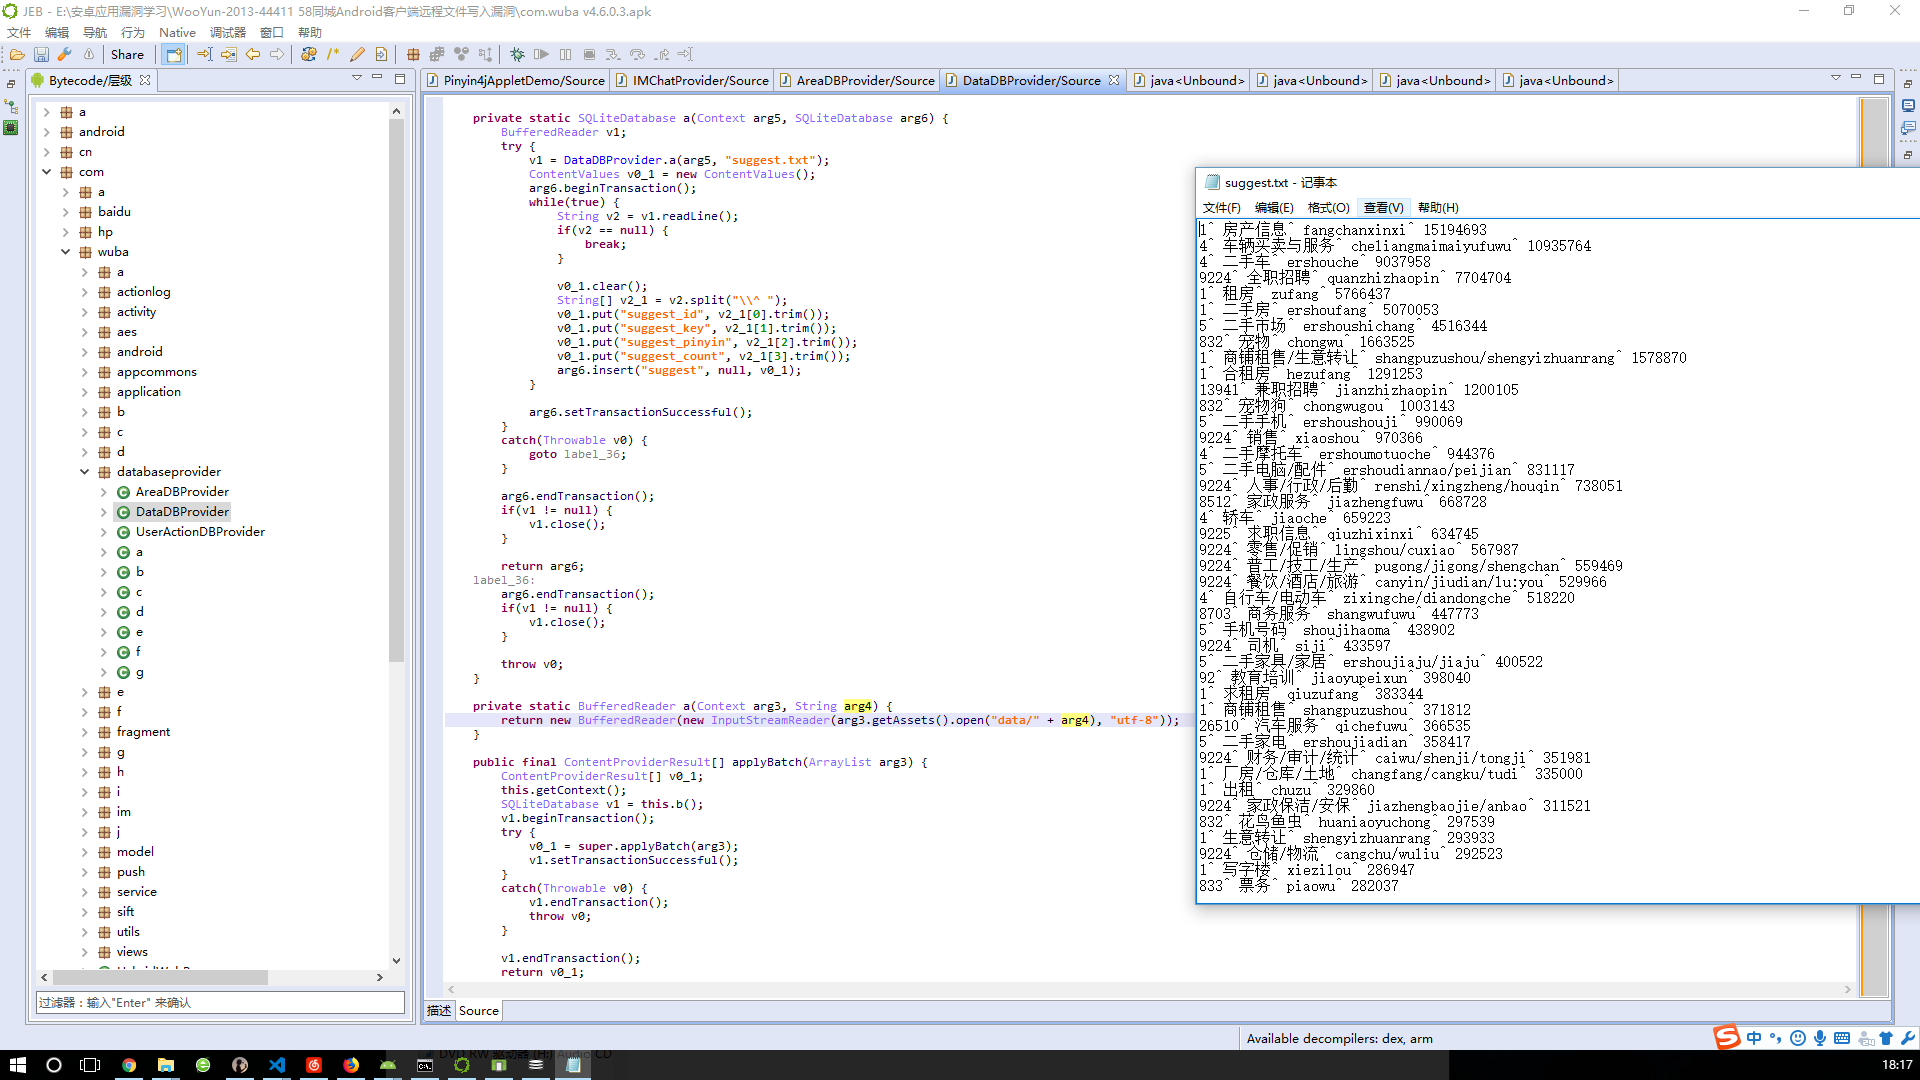 JEB - E:\安卓应用漏洞学习\WooYun-2013-44411 58同城Android客户端远程文件写入漏洞\com.wuba v4.6.0.3.apk
文件 编辑 导航 行为 Native 调试器 窗口 帮助
Share
Bytecode/层级
Pinyin4jAppletDemo/Source IMChatProvider/Source AreaDBProvider/Source DataDBProvider/Source java<Unbound> java<Unbound> java<Unbound> java<Unbound>
a
android
cn
com
a
baidu
hp
wuba
a
actionlog
activity
aes
android
appcommons
application
b
c
d
databaseprovider
AreaDBProvider
DataDBProvider
UserActionDBProvider
a
b
c
d
e
f
g
e
f
fragment
g
h
i
im
j
model
push
service
sift
utils
views
过滤器：输入"Enter" 来确认
private static SQLiteDatabase a(Context arg5, SQLiteDatabase arg6) {
BufferedReader v1;
try {
v1 = DataDBProvider.a(arg5, "suggest.txt");
ContentValues v0_1 = new ContentValues();
arg6.beginTransaction();
while(true) {
String v2 = v1.readLine();
if(v2 == null) {
break;
}
v0_1.clear();
String[] v2_1 = v2.split("\\^ ");
v0_1.put("suggest_id", v2_1[0].trim());
v0_1.put("suggest_key", v2_1[1].trim());
v0_1.put("suggest_pinyin", v2_1[2].trim());
v0_1.put("suggest_count", v2_1[3].trim());
arg6.insert("suggest", null, v0_1);
}
arg6.setTransactionSuccessful();
}
catch(Throwable v0) {
goto label_36;
}
arg6.endTransaction();
if(v1 != null) {
v1.close();
}
return arg6;
label_36:
arg6.endTransaction();
if(v1 != null) {
v1.close();
}
throw v0;
}
private static BufferedReader a(Context arg3, String arg4) {
return new BufferedReader(new InputStreamReader(arg3.getAssets().open("data/" + arg4), "utf-8"));
}
public final ContentProviderResult[] applyBatch(ArrayList arg3) {
ContentProviderResult[] v0_1;
this.getContext();
SQLiteDatabase v1 = this.b();
v1.beginTransaction();
try {
v0_1 = super.applyBatch(arg3);
v1.setTransactionSuccessful();
}
catch(Throwable v0) {
v1.endTransaction();
throw v0;
}
v1.endTransaction();
return v0_1;
描述 Source
suggest.txt - 记事本
文件(F) 编辑(E) 格式(O) 查看(V) 帮助(H)
1^ 房产信息^ fangchanxinxi^ 15194693
4^ 车辆买卖与服务^ cheliangmaimaiyufuwu^ 10935764
4^ 二手车^ ershouche^ 9037958
9224^ 全职招聘^ quanzhizhaopin^ 7704704
1^ 租房^ zufang^ 5766437
1^ 二手房^ ershoufang^ 5070053
5^ 二手市场^ ershoushichang^ 4516344
832^ 宠物^ chongwu^ 1663525
1^ 商铺租售/生意转让^ shangpuzushou/shengyizhuanrang^ 1578870
1^ 合租房^ hezufang^ 1291253
13941^ 兼职招聘^ jianzhizhaopin^ 1200105
832^ 宠物狗^ chongwugou^ 1003143
5^ 二手手机^ ershoushouji^ 990069
9224^ 销售^ xiaoshou^ 970366
4^ 二手摩托车^ ershoumotuoche^ 944376
5^ 二手电脑/配件^ ershoudiannao/peijian^ 831117
9224^ 人事/行政/后勤^ renshi/xingzheng/houqin^ 738051
8512^ 家政服务^ jiazhengfuwu^ 668728
4^ 轿车^ jiaoche^ 659223
9225^ 求职信息^ qiuzhixinxi^ 634745
9224^ 零售/促销^ lingshou/cuxiao^ 567987
9224^ 普工/技工/生产^ pugong/jigong/shengchan^ 559469
9224^ 餐饮/酒店/旅游^ canyin/jiudian/lu:you^ 529966
4^ 自行车/电动车^ zixingche/diandongche^ 518220
8703^ 商务服务^ shangwufuwu^ 447773
5^ 手机号码^ shoujihaoma^ 438902
9224^ 司机^ siji^ 433597
5^ 二手家具/家居^ ershoujiaju/jiaju^ 400522
92^ 教育培训^ jiaoyupeixun^ 398040
1^ 求租房^ qiuzufang^ 383344
1^ 商铺租售^ shangpuzushou^ 371812
26510^ 汽车服务^ qichefuwu^ 366535
5^ 二手家电^ ershoujiadian^ 358417
9224^ 财务/审计/统计^ caiwu/shenji/tongji^ 351981
1^ 厂房/仓库/土地^ changfang/cangku/tudi^ 335000
1^ 出租^ chuzu^ 329860
9224^ 家政保洁/安保^ jiazhengbaojie/anbao^ 311521
832^ 花鸟鱼虫^ huaniaoyuchong^ 297539
1^ 生意转让^ shengyizhuanrang^ 293933
9224^ 仓储/物流^ cangchu/wuliu^ 292523
1^ 写字楼^ xiezilou^ 286947
833^ 票务^ piaowu^ 282037
Available decompilers: dex, arm
中
DVD RW 驱动器 (H:) Audio CD
18:17